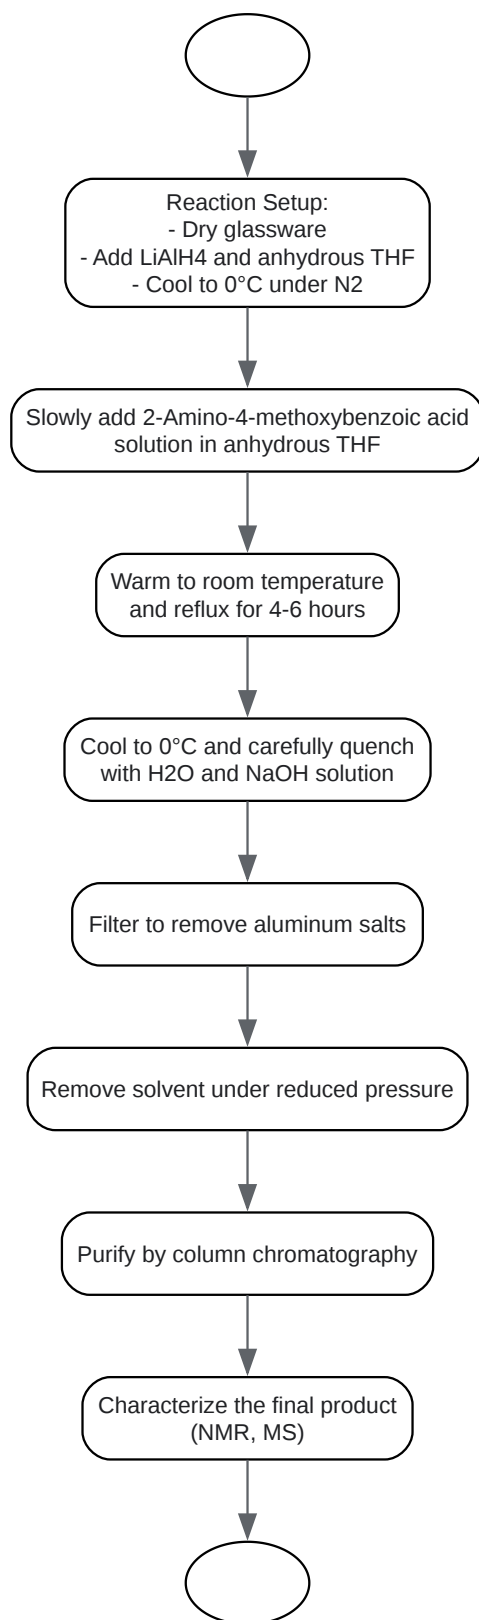 Reaction Setup:
- Dry glassware
- Add LiAlH4 and anhydrous THF
- Cool to 0°C under N2
Slowly add 2-Amino-4-methoxybenzoic acid
solution in anhydrous THF
Warm to room temperature
and reflux for 4-6 hours
Cool to 0°C and carefully quench
with H2O and NaOH solution
Filter to remove aluminum salts
Remove solvent under reduced pressure
Purify by column chromatography
Characterize the final product
(NMR, MS)